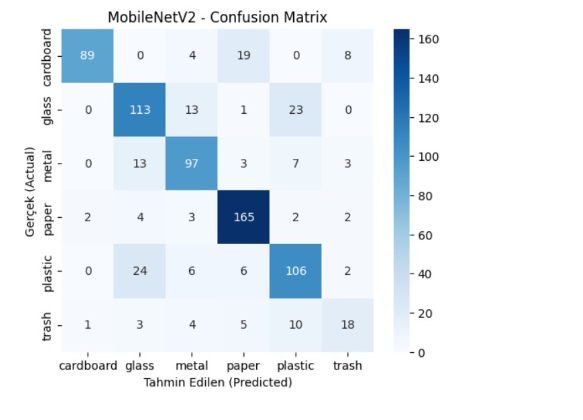 MobileNetV2 - Confusion Matrix
cardboard 89 0 4 19 0 8
glass 0 113 13 1 23 0
metal 0 13 97 3 7 3
paper 2 4 3 165 2 2
plastic 0 24 6 6 106 2
trash 1 3 4 5 10 18
cardboard glass metal paper plastic trash
Tahmin Edilen (Predicted)
Gerçek (Actual)
160
140
120
100
80
60
40
20
0